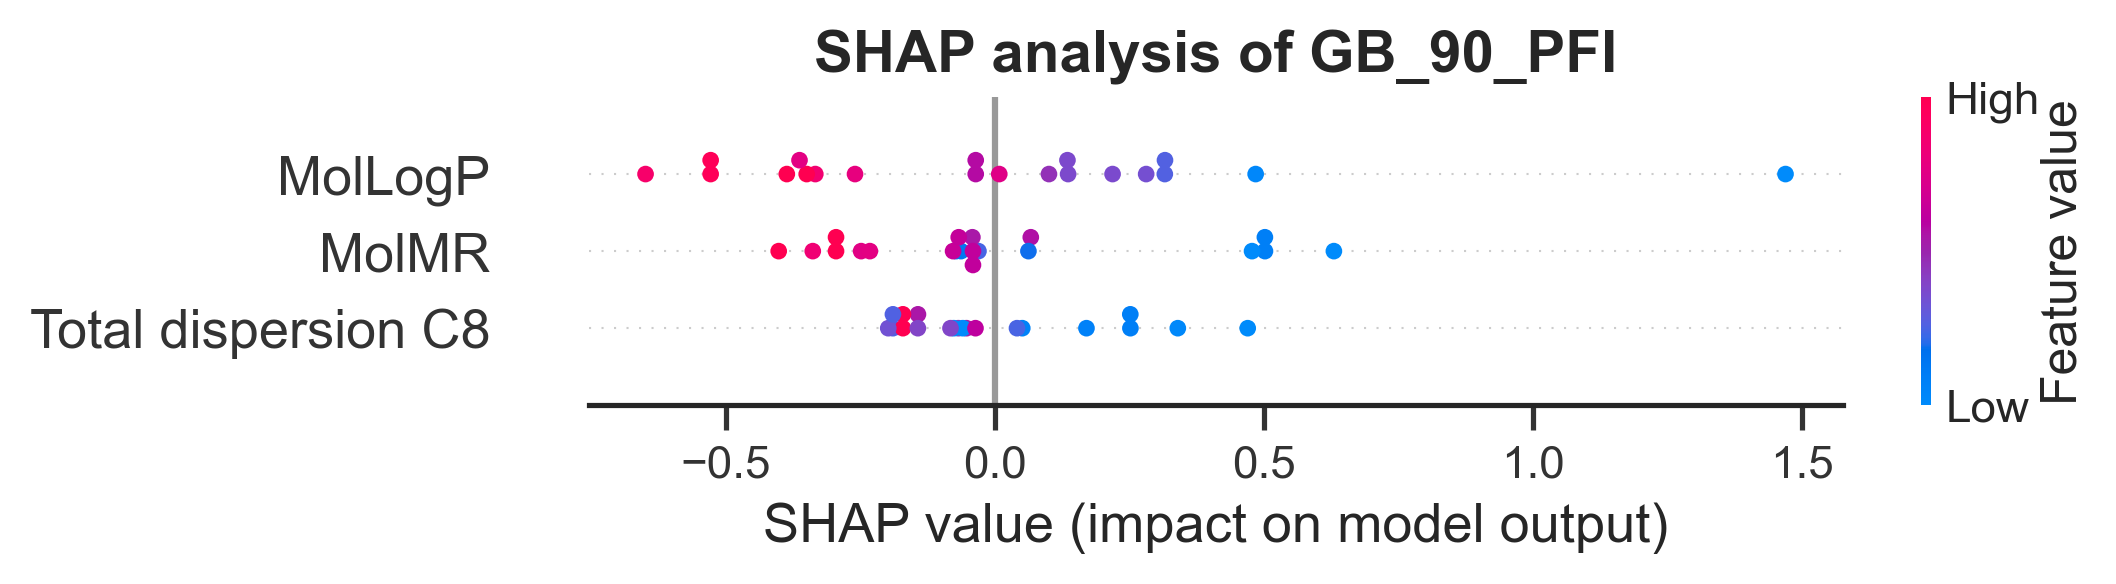 SHAP analysis of GB_90_PFI
High
MolLogP
MolMR
Total dispersion C8
Feature value
Low
−0.5 0.0 0.5 1.0 1.5
SHAP value (impact on model output)